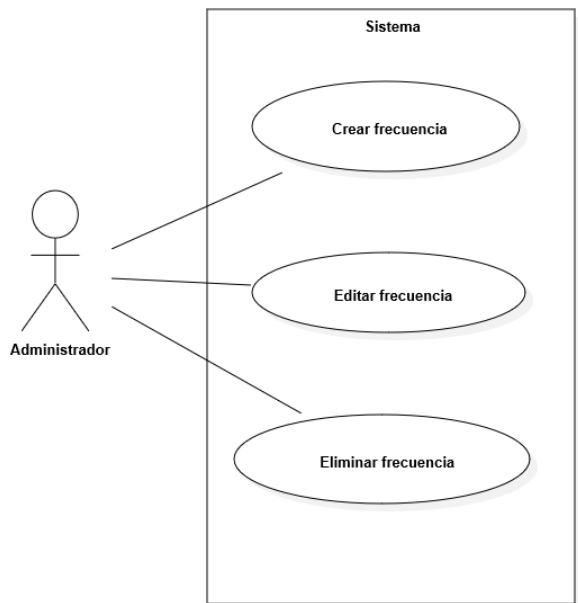 Sistema
Crear frecuencia
Editar frecuencia
Administrador
Eliminar frecuencia